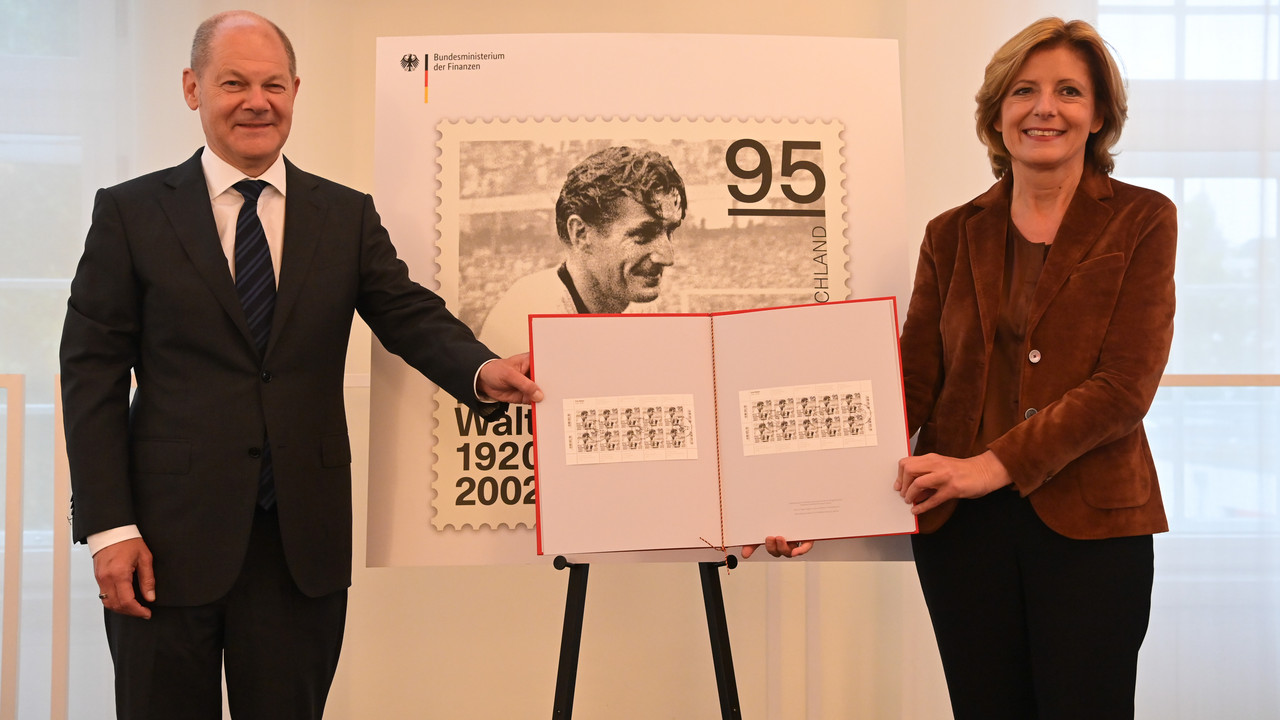 Bundesministerium
der Finanzen
95
CHLAND
Walt
1920
2002